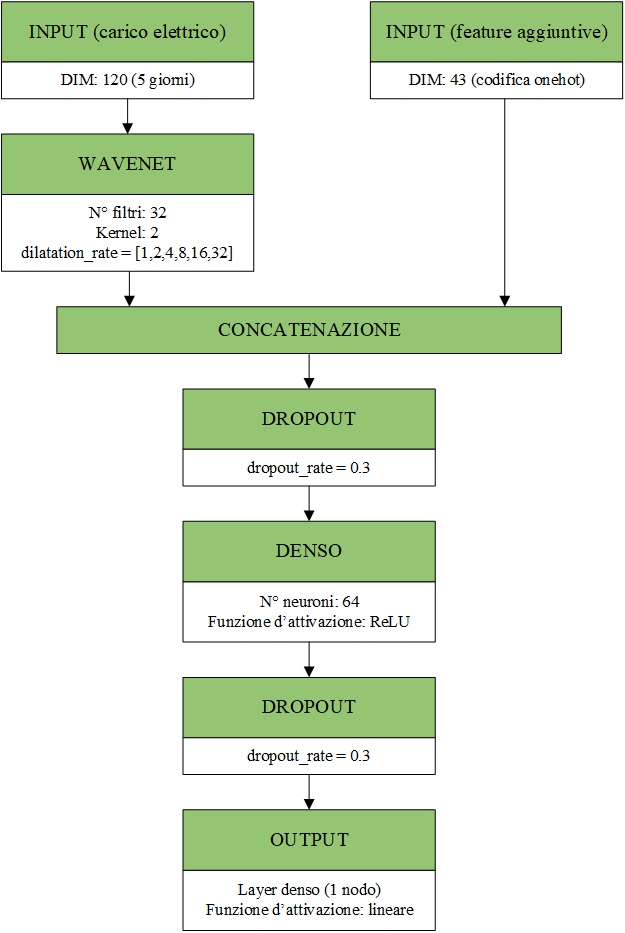 INPUT (carico elettrico)
DIM: 120 (5 giorni)
INPUT (feature aggiuntive)
DIM: 43 (codifica onehot)
WAVENET
N° filtri: 32
Kernel: 2
dilatation_rate = [1,2,4,8,16,32]
CONCATENAZIONE
DROPOUT
dropout_rate = 0.3
DENSO
N° neuroni: 64
Funzione d’attivazione: ReLU
DROPOUT
dropout_rate = 0.3
OUTPUT
Layer denso (1 nodo)
Funzione d’attivazione: lineare